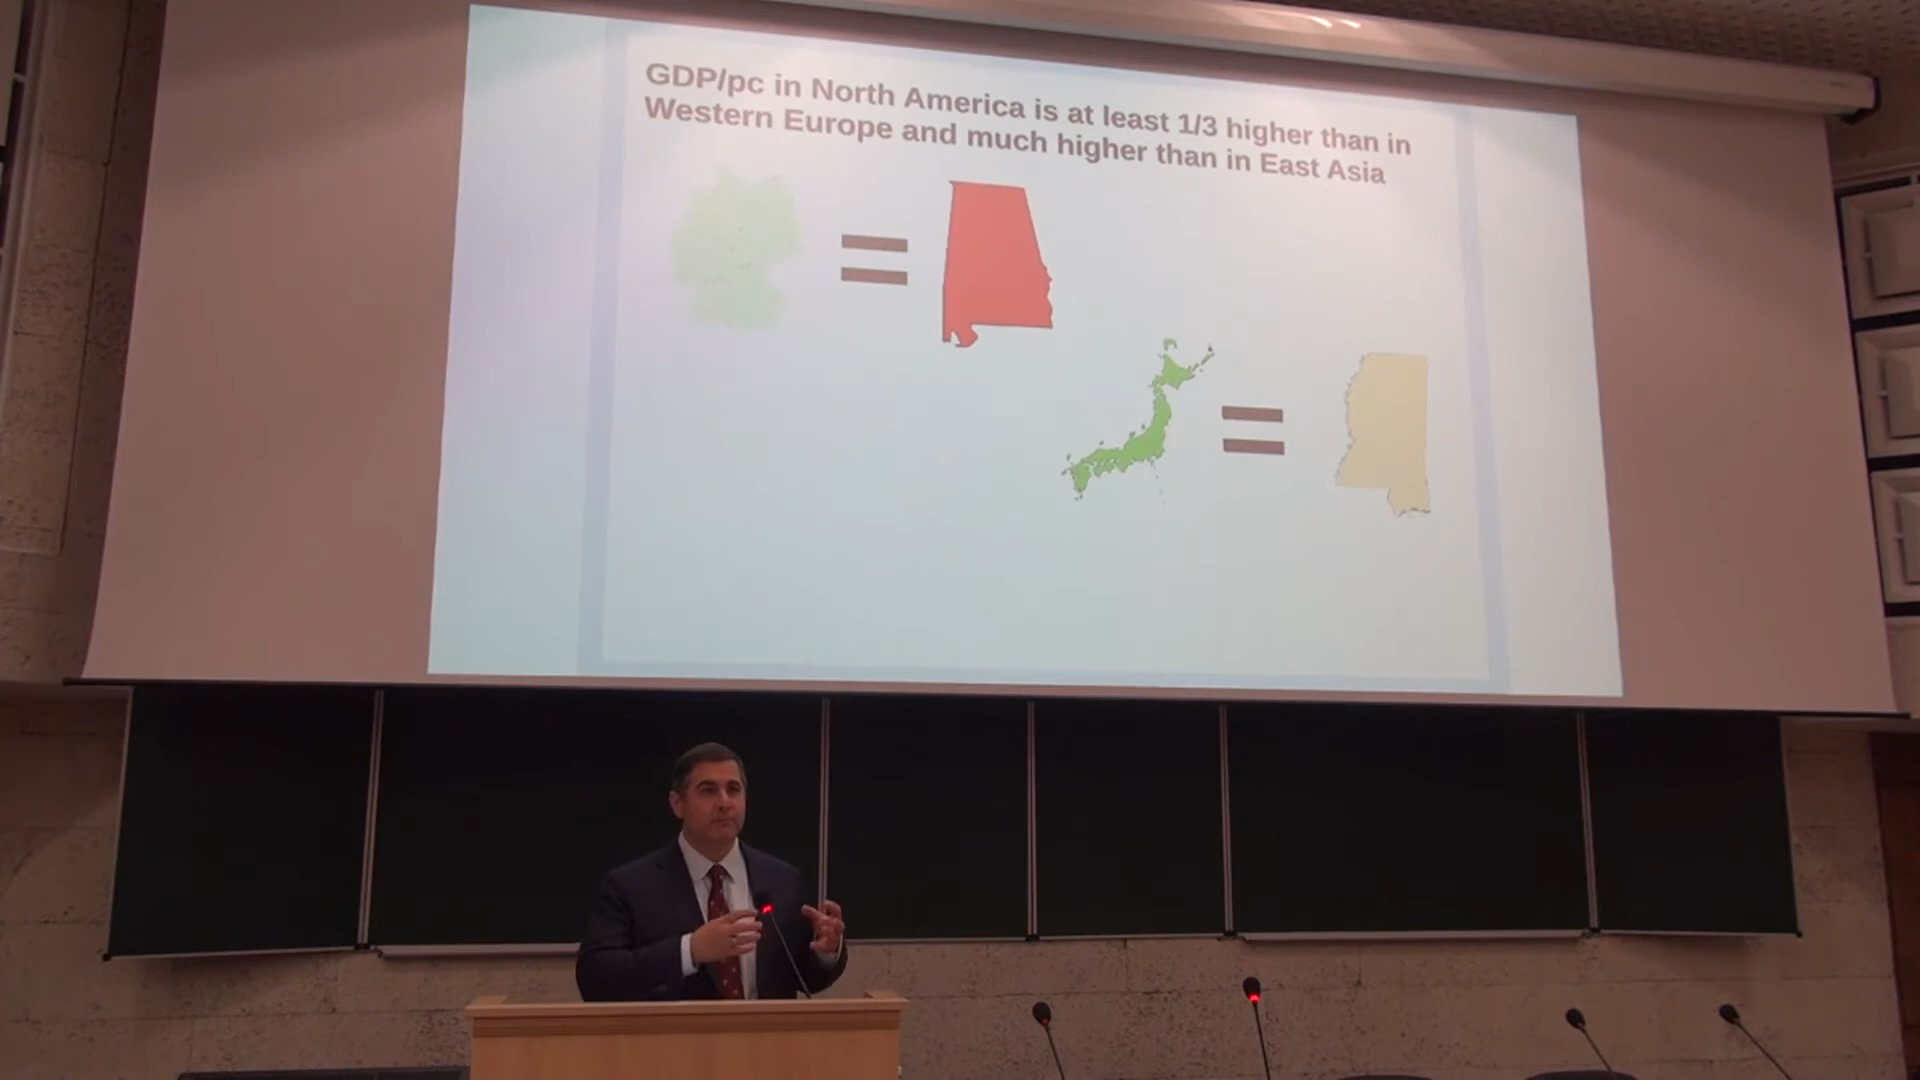 GDP/pc in North America is at least 1/3 higher than in
Western Europe and much higher than in East Asia